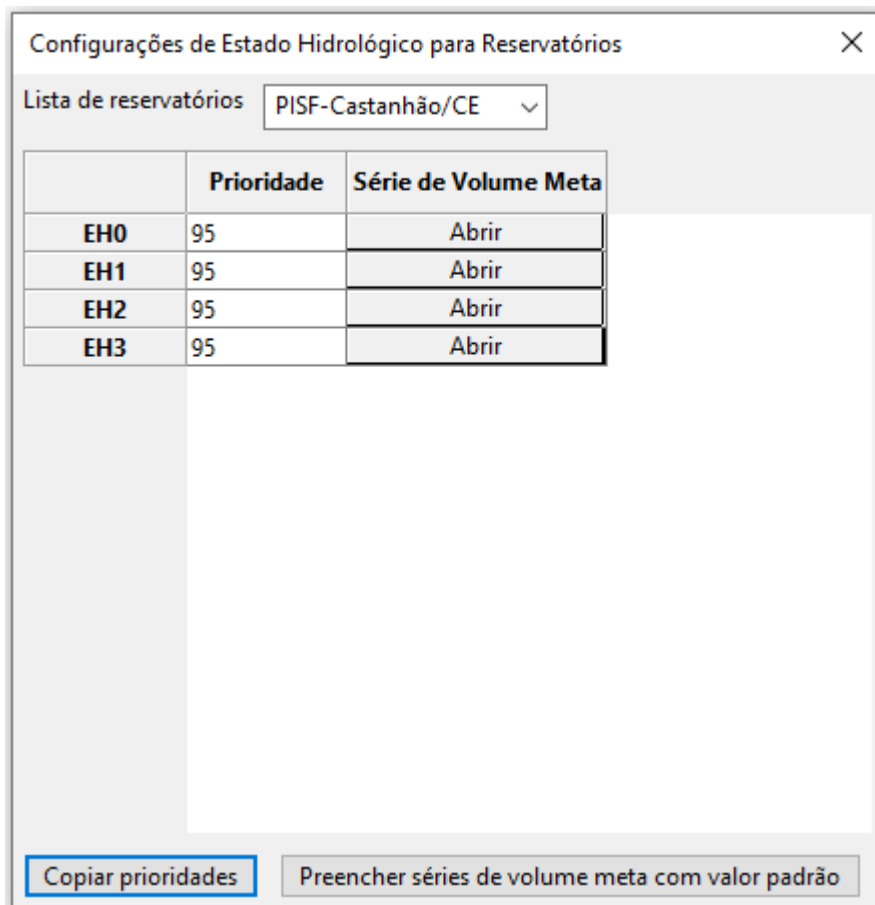 Configurações de Estado Hidrológico para Reservatórios
Lista de reservatórios PISF-Castanhão/CE
Prioridade Série de Volume Meta
EH0 95 Abrir
EH1 95 Abrir
EH2 95 Abrir
EH3 95 Abrir
Copiar prioridades Preencher séries de volume meta com valor padrão